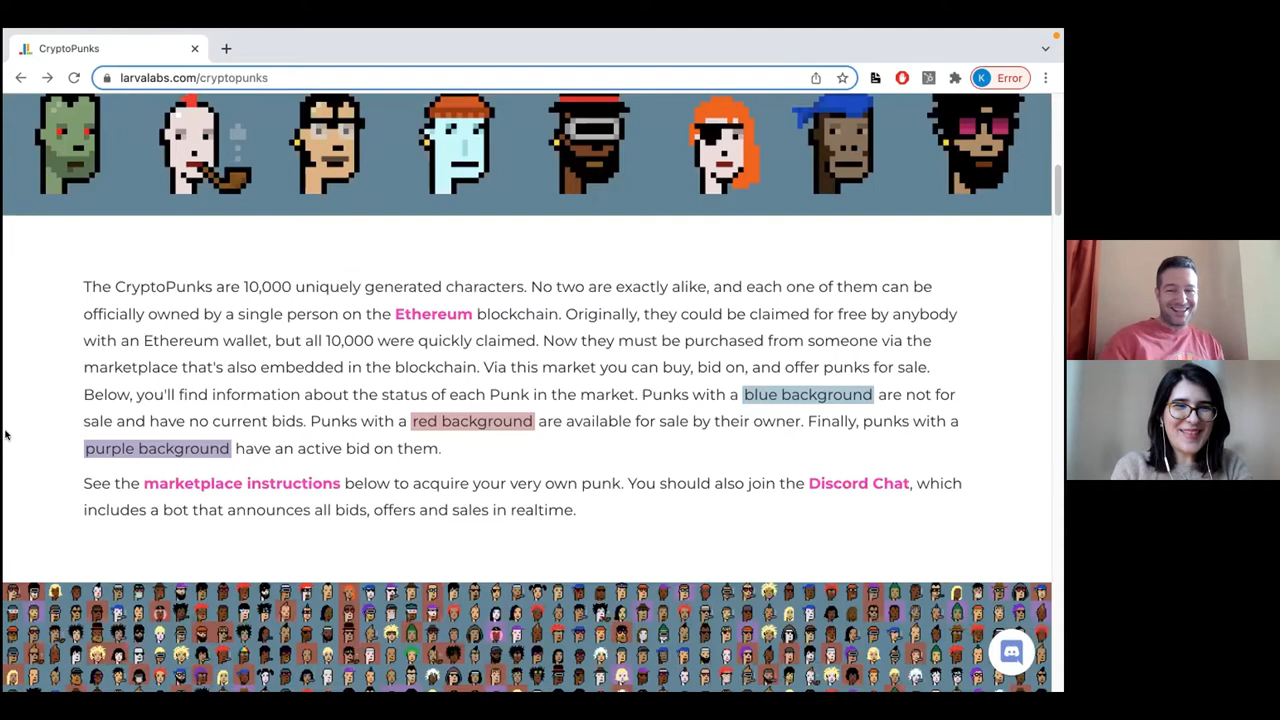 CryptoPunks
larvalabs.com/cryptopunks
K
Error
The CryptoPunks are 10,000 uniquely generated characters. No two are exactly alike, and each one of them can be
officially owned by a single person on the Ethereum blockchain. Originally, they could be claimed for free by anybody
with an Ethereum wallet, but all 10,000 were quickly claimed. Now they must be purchased from someone via the
marketplace that's also embedded in the blockchain. Via this market you can buy, bid on, and offer punks for sale.
Below, you'll find information about the status of each Punk in the market. Punks with a blue background are not for
sale and have no current bids. Punks with a red background are available for sale by their owner. Finally, punks with a
purple background have an active bid on them.
See the marketplace instructions below to acquire your very own punk. You should also join the Discord Chat, which
includes a bot that announces all bids, offers and sales in realtime.